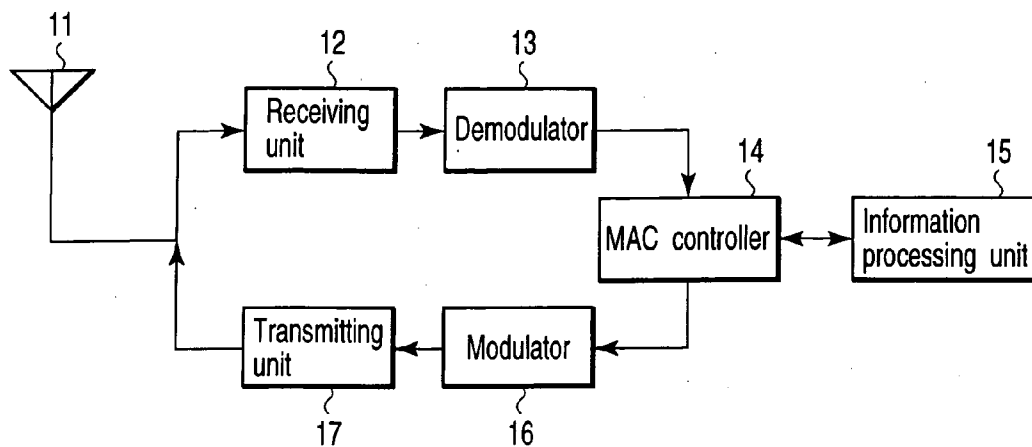 11
12
13
Receiving
unit
Demodulator
14
15
MAC controller
Information
processing unit
Transmitting
unit
Modulator
17
16